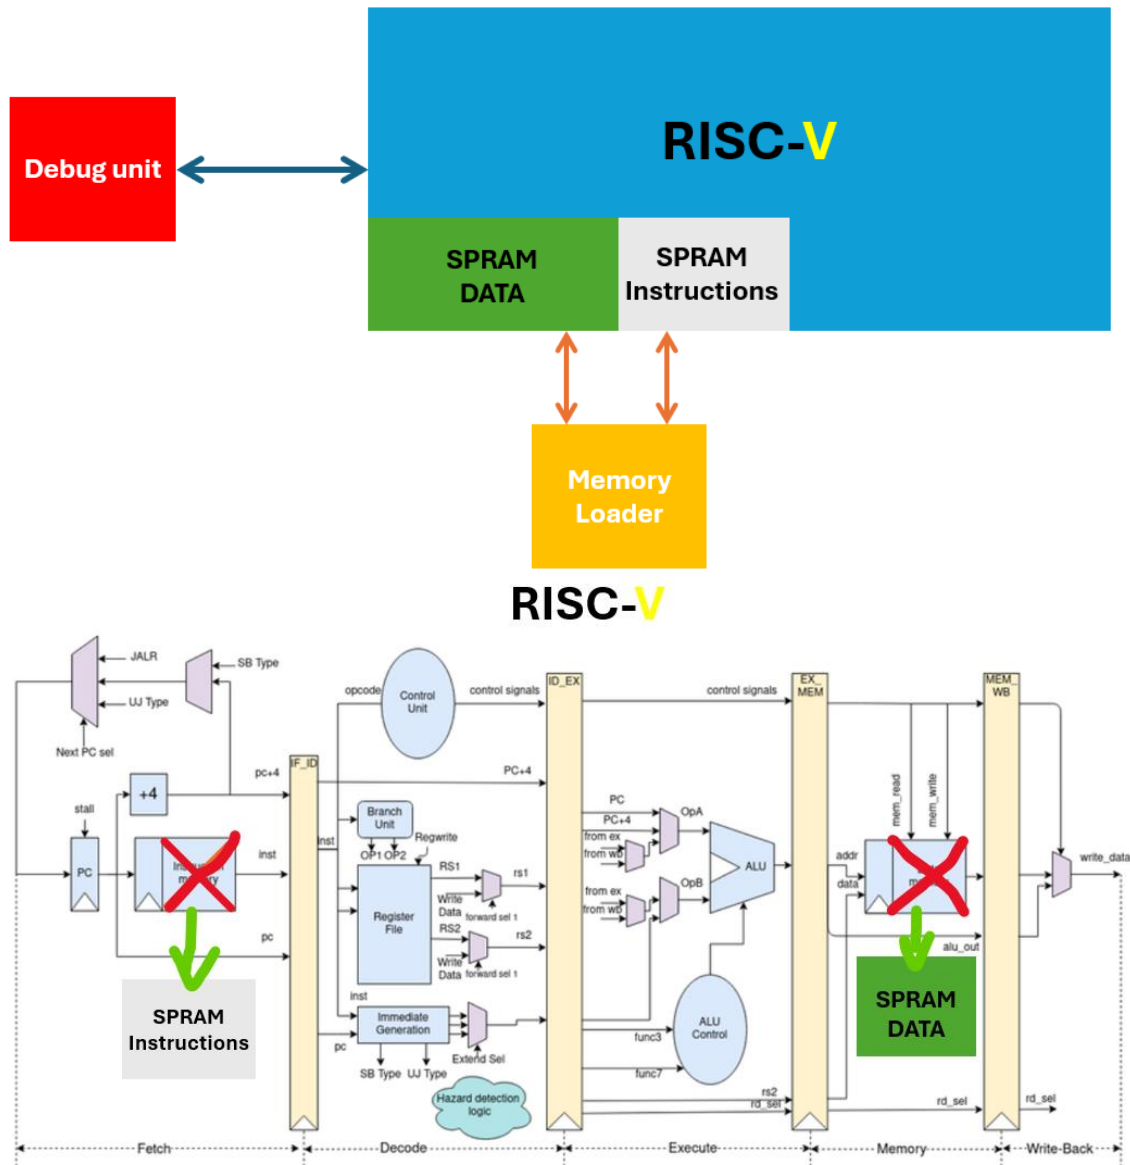 RISC-V
Debug unit
SPRAM
DATA
SPRAM
Instructions
Memory
Loader
RISC-V
JALR
SB Type
UJ Type
Next PC sel
pc+4
+4
stall
PC
inst
pc
SPRAM
Instructions
IF_ID
opcode
Control
Unit
control signals
PC+4
Branch
Unit
inst
OP1 OP2
Regwrite
RS1
rs1
Write
Data
forward sel 1
Register
File
RS2
rs2
Write
Data
forward sel 1
inst
Immediate
Generation
pc
Extend Sel
SB Type
UJ Type
Hazard detection
logic
ID_EX
control signals
PC
PC+4
OpA
from ex
from wb
ALU
from ex
from wb
OpB
ALU
Control
func3
func7
rs2
rd_sel
EX_
MEM
mem_read
mem_write
addr
data
alu_out
SPRAM
DATA
rd_sel
MEM_
WB
write_data
rd_sel
Fetch
Decode
Execute
Memory
Write-Back